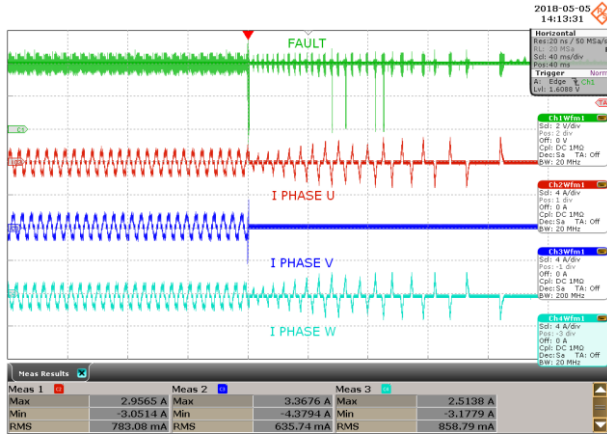 2018-05-05
14:13:31
Horizontal
Res:20 ns / 50 MSa/s
RL: 20 MSa
Scl: 40 ms/div
Pos:40 ms
Trigger Norm
A: Edge Ch1
Lvl: 1.6088 V
TA
FAULT
Ch1Wfm1
Scl: 2 V/div
Pos: 2 div
Off: 0 V
Cpl: DC 1MΩ
Dec:Sa TA: Off
BW: 20 MHz
Ch2Wfm1
Scl: 4 A/div
Pos: 1 div
Off: 0 A
Cpl: DC 1MΩ
Dec:Sa TA: Off
BW: 20 MHz
I PHASE U
Ch3Wfm1
Scl: 4 A/div
Pos: -1 div
Off: 0 A
Cpl: DC 1MΩ
Dec:Sa TA: Off
BW: 200 MHz
I PHASE V
Ch4Wfm1
Scl: 4 A/div
Pos: -3 div
Off: 0 A
Cpl: DC 1MΩ
Dec:Sa TA: Off
BW: 20 MHz
I PHASE W
Meas Results
Meas 1 Meas 2 Meas 3
Max 2.9565 A Max 3.3676 A Max 2.5138 A
Min -3.0514 A Min -4.3794 A Min -3.1779 A
RMS 783.08 mA RMS 635.74 mA RMS 858.79 mA